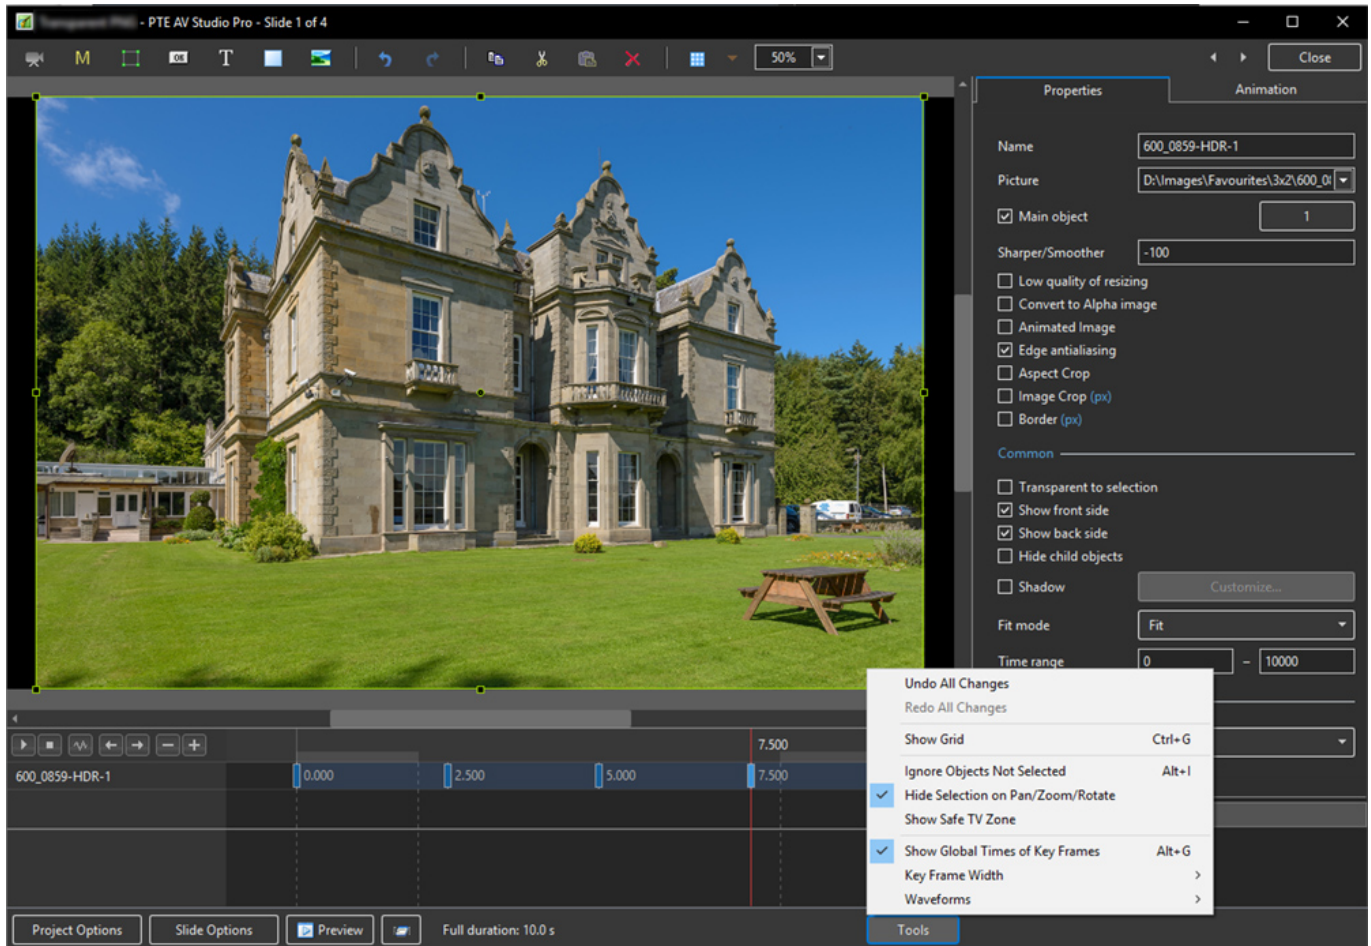 - PTE AV Studio Pro - Slide 1 of 4
M
OK
T
50%
Close
Properties
Animation
Name
600_0859-HDR-1
Picture
D:\Images\Favourites\3x2\600_0
Main object
1
Sharper/Smoother
-100
Low quality of resizing
Convert to Alpha image
Animated Image
Edge antialiasing
Aspect Crop
Image Crop (px)
Border (px)
Common
Transparent to selection
Show front side
Show back side
Hide child objects
Shadow
Customize...
Fit mode
Fit
Time range
0
–
10000
Undo All Changes
Redo All Changes
Show Grid
Ctrl+G
Ignore Objects Not Selected
Alt+I
Hide Selection on Pan/Zoom/Rotate
Show Safe TV Zone
Show Global Times of Key Frames
Alt+G
Key Frame Width
Waveforms
7.500
600_0859-HDR-1
0.000
2.500
5.000
7.500
Project Options
Slide Options
Preview
Full duration: 10.0 s
Tools